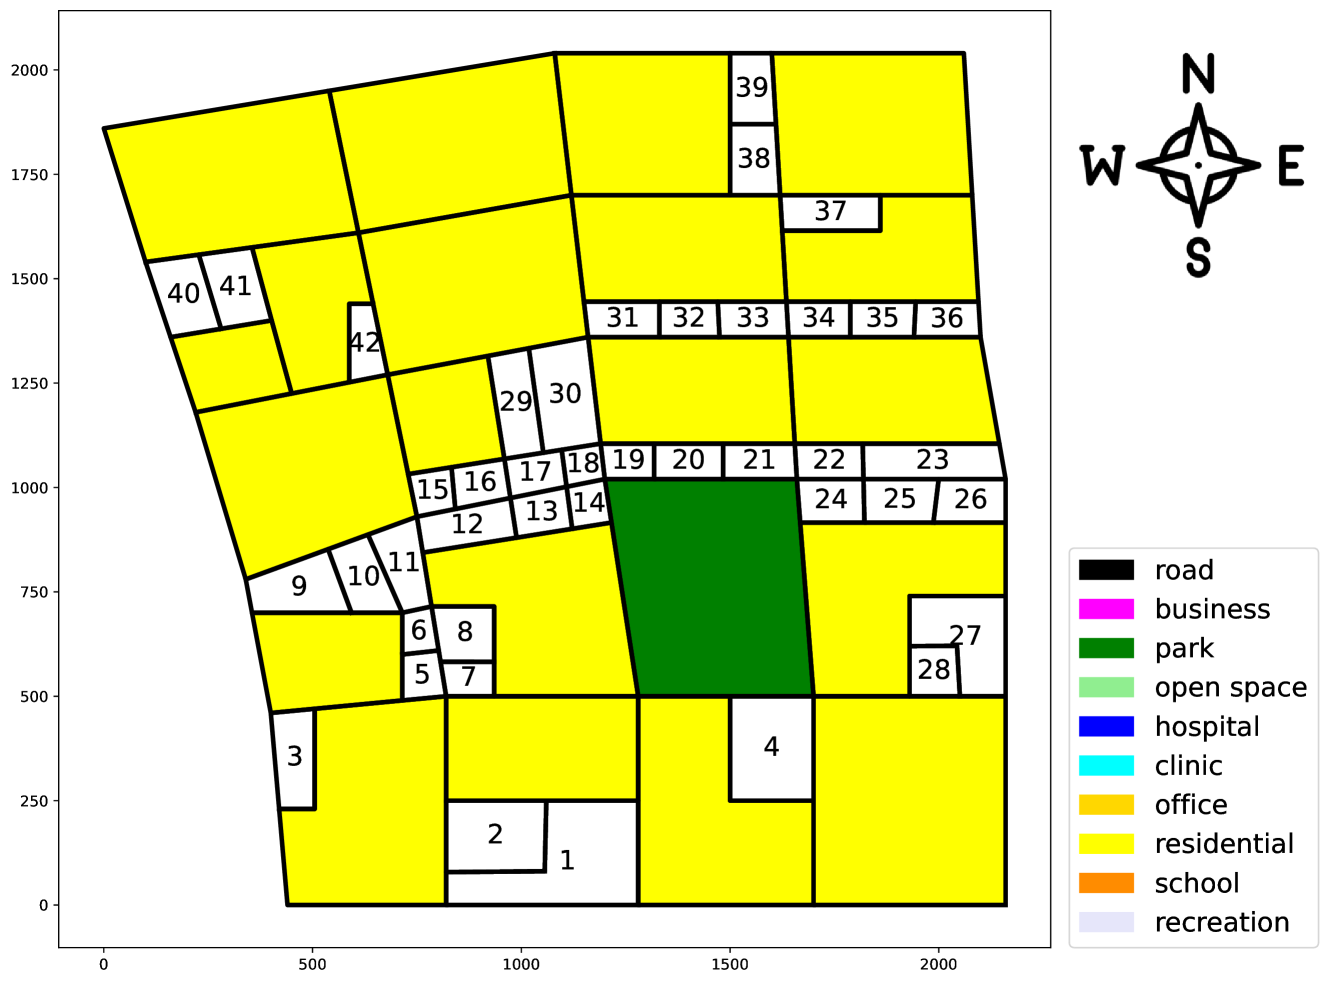 N
W E
S
2000
1750
1500
1250
1000
750
500
250
0
0 500 1000 1500 2000
39
38
37
40 41
42
31 32 33 34 35 36
29 30
15 16 17 18 19 20 21 22 23
12 13 14 24 25 26
9 10 11
6 8 27
5 7 28
3 4
2 1
road
business
park
open space
hospital
clinic
office
residential
school
recreation